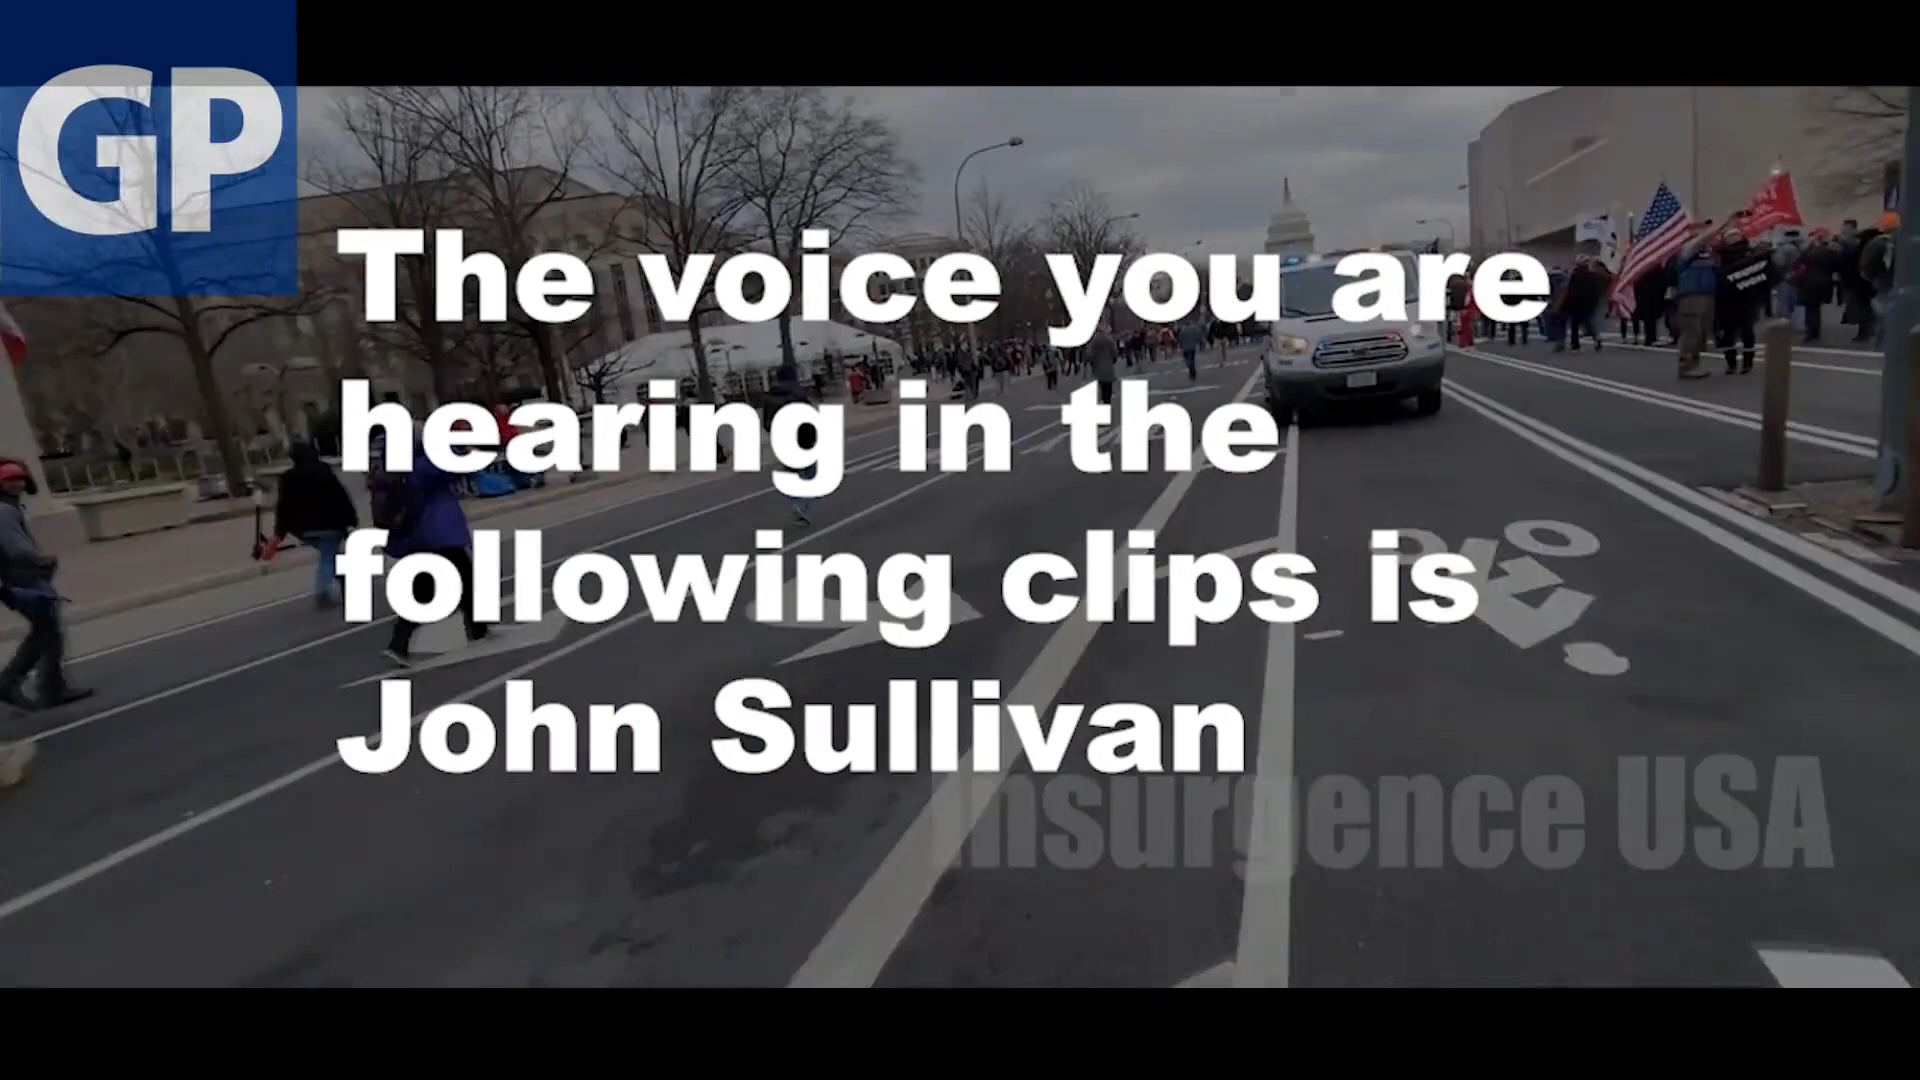 GP
The voice you are
hearing in the
following clips is
John Sullivan
Insurgence USA